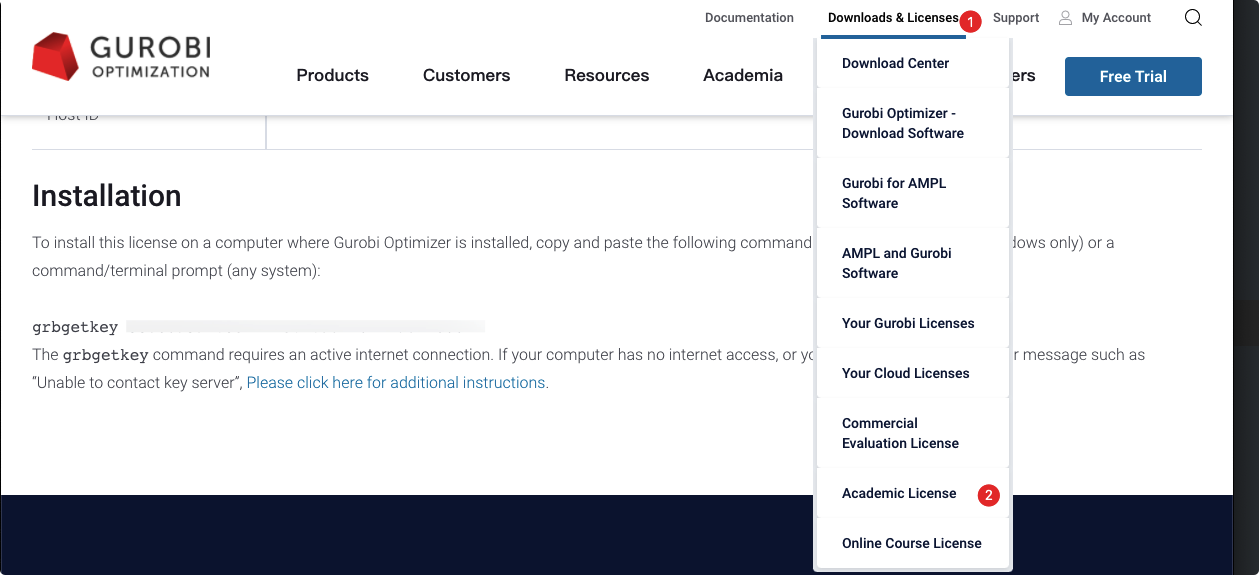 Documentation
Downloads & Licenses
1
Support
My Account
GUROBI
OPTIMIZATION
Products
Customers
Resources
Academia
ers
Free Trial
Download Center
Gurobi Optimizer -
Download Software
Gurobi for AMPL
Software
AMPL and Gurobi
Software
Your Gurobi Licenses
Your Cloud Licenses
Commercial
Evaluation License
Academic License
2
Online Course License
Host ID
Installation
To install this license on a computer where Gurobi Optimizer is installed, copy and paste the following command dows only) or a
command/terminal prompt (any system):
grbgetkey
The grbgetkey command requires an active internet connection. If your computer has no internet access, or yo r message such as
“Unable to contact key server”, Please click here for additional instructions.